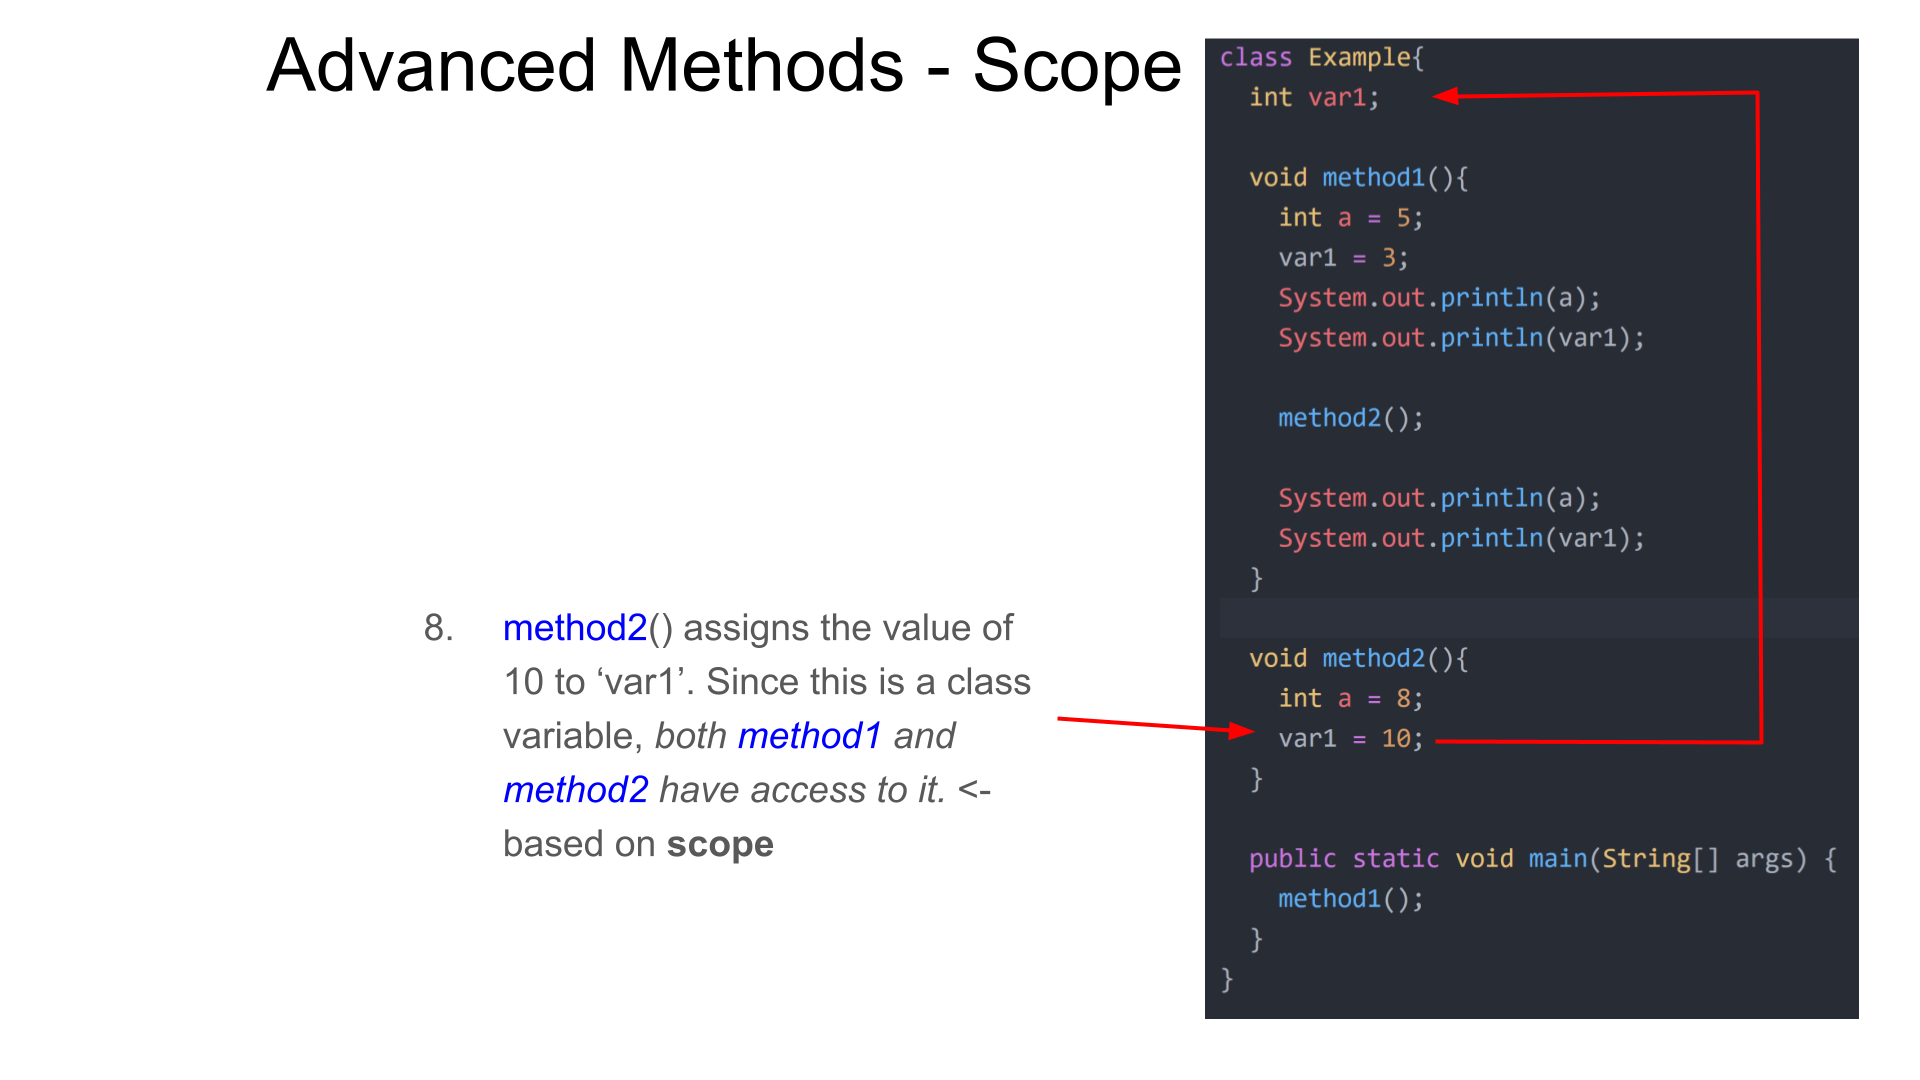 Advanced Methods - Scope
8. method2() assigns the value of
10 to ‘var1’. Since this is a class
variable, both method1 and
method2 have access to it. <-
based on scope
class Example{
  int var1;

  void method1(){
    int a = 5;
    var1 = 3;
    System.out.println(a);
    System.out.println(var1);

    method2();

    System.out.println(a);
    System.out.println(var1);
  }

  void method2(){
    int a = 8;
    var1 = 10;
  }

  public static void main(String[] args) {
    method1();
  }
}